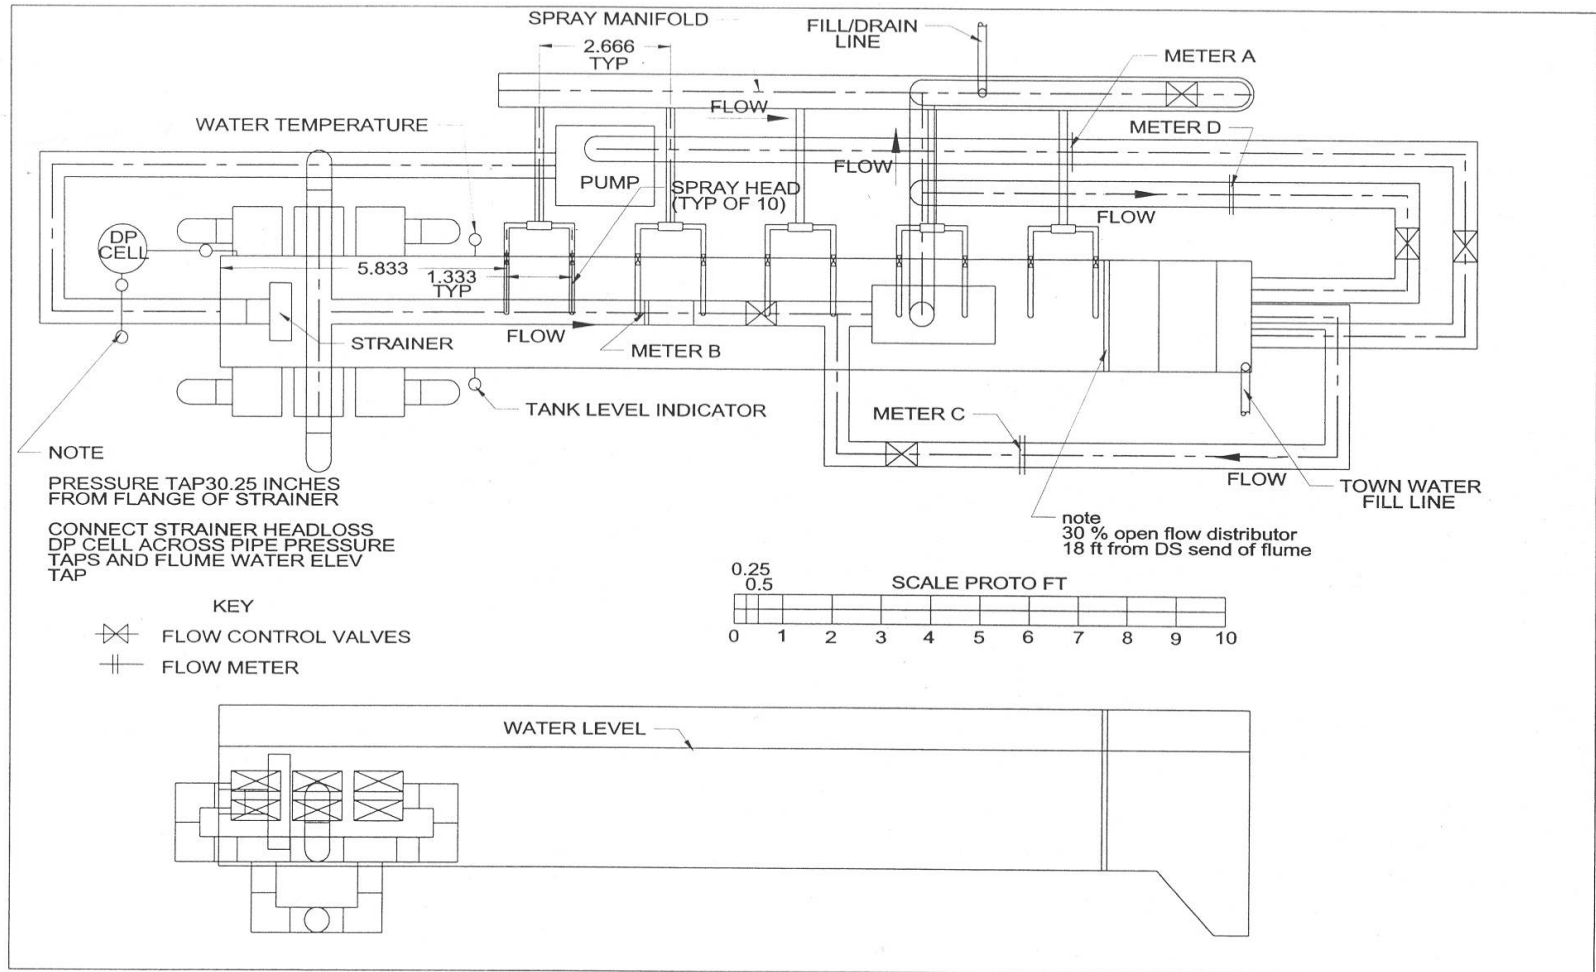 SPRAY MANIFOLD
2.666
TYP
FILL/DRAIN
LINE
METER A
FLOW
WATER TEMPERATURE
METER D
FLOW
PUMP
SPRAY HEAD
(TYP OF 10)
FLOW
DP
CELL
5.833
1.333
TYP
FLOW
STRAINER
METER B
TANK LEVEL INDICATOR
METER C
NOTE
PRESSURE TAP30.25 INCHES
FROM FLANGE OF STRAINER
CONNECT STRAINER HEADLOSS
DP CELL ACROSS PIPE PRESSURE
TAPS AND FLUME WATER ELEV
TAP
FLOW
TOWN WATER
FILL LINE
note
30 % open flow distributor
18 ft from DS send of flume
KEY
FLOW CONTROL VALVES
FLOW METER
0.25
0.5
SCALE PROTO FT
0 1 2 3 4 5 6 7 8 9 10
WATER LEVEL